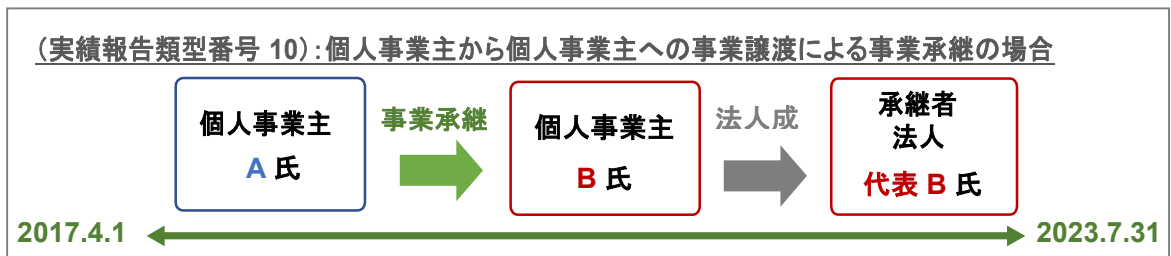 （実績報告類型番号 10）：個人事業主から個人事業主への事業譲渡による事業承継の場合
個人事業主
A 氏
事業承継
個人事業主
B 氏
法人成
承継者
法人
代表 B 氏
2017.4.1
2023.7.31